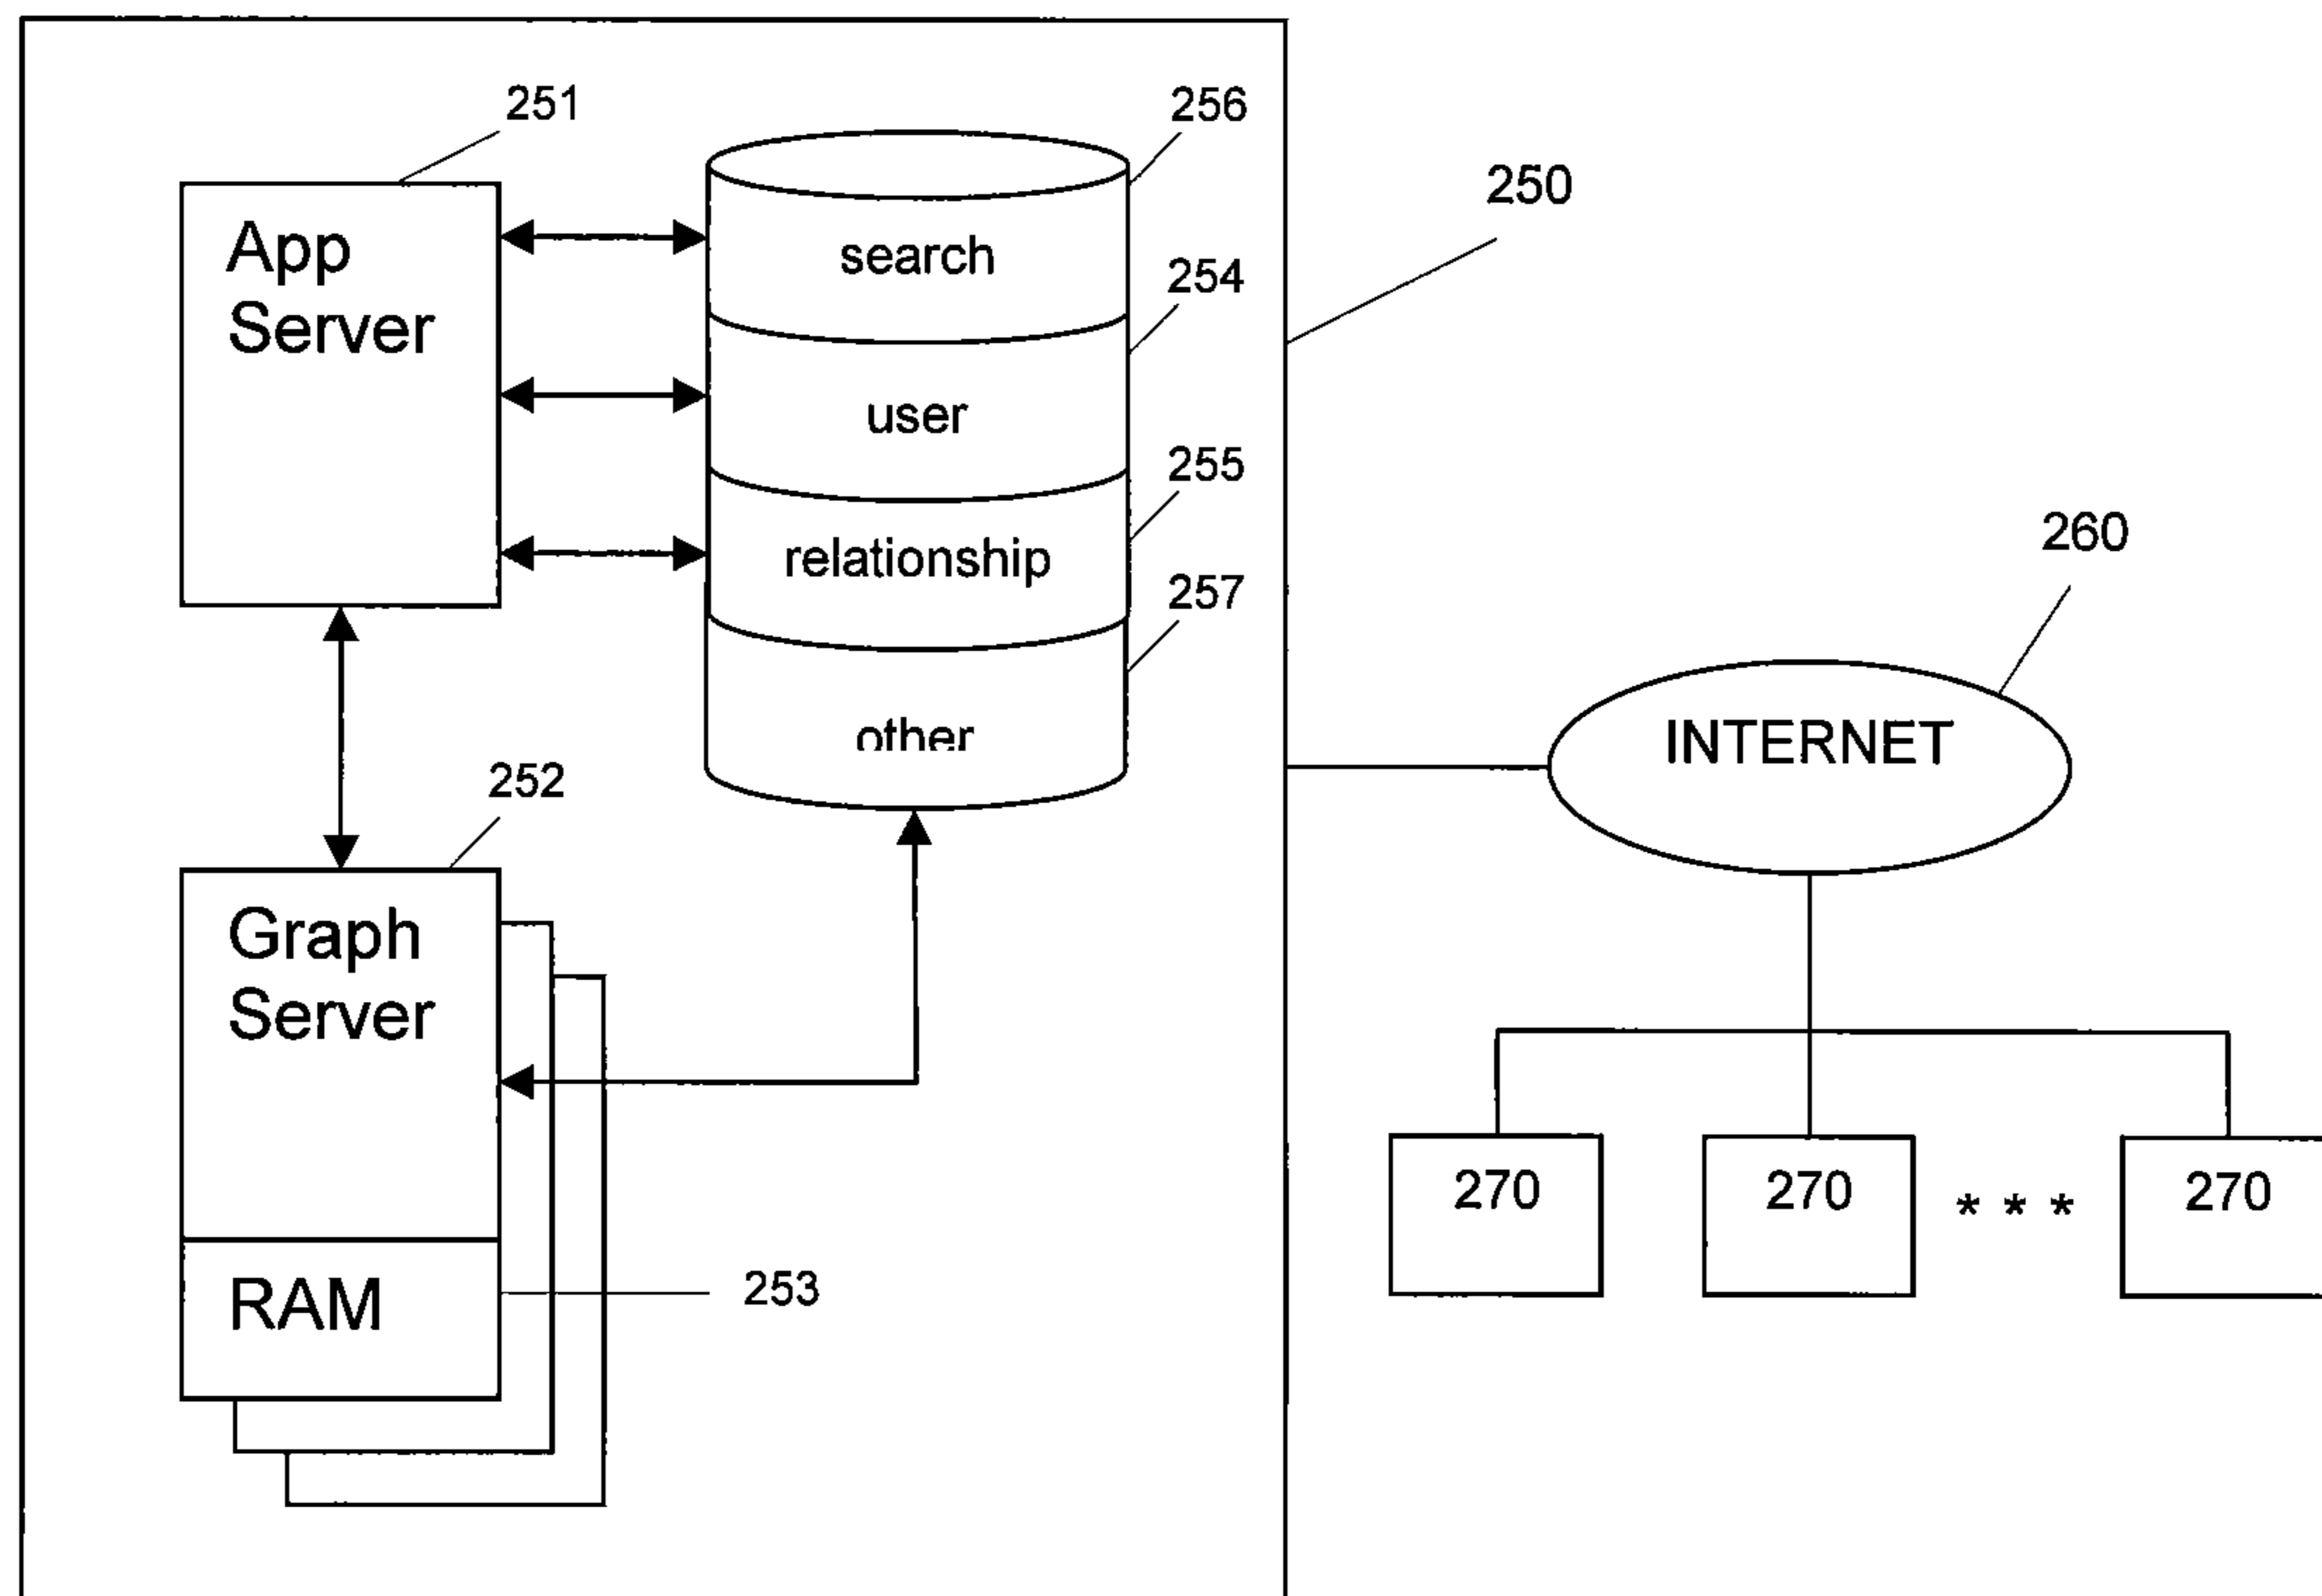 251
256
App
Server
search
250
254
user
255
relationship
260
257
other
INTERNET
252
Graph
Server
270
270
* * *
270
RAM
253